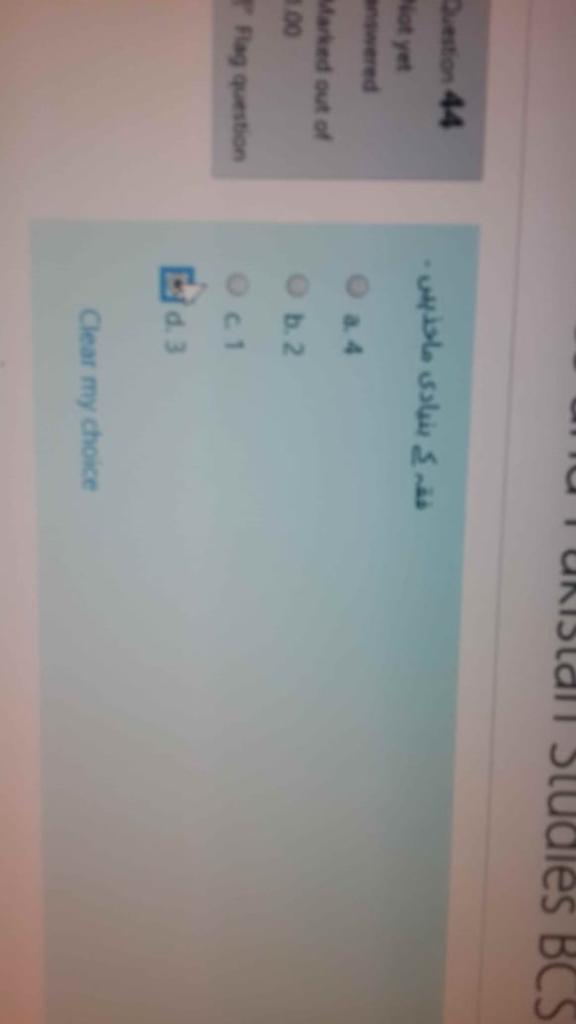 and Pakistan Studies BCS
Question 44
Not yet
answered
Marked out of
1.00
Flag question
فقہ کے بنیادی ماخذہیں -
a. 4
b. 2
c. 1
d. 3
Clear my choice